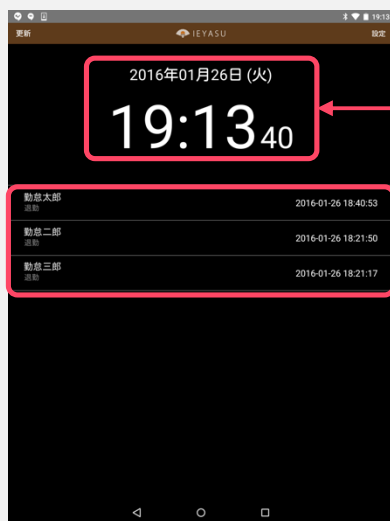 19:13
更新
IEYASU
設定
2016年01月26日 (火)
19:13 40
勤怠太郎
退勤
2016-01-26 18:40:53
勤怠二郎
退勤
2016-01-26 18:21:50
勤怠三郎
退勤
2016-01-26 18:21:17